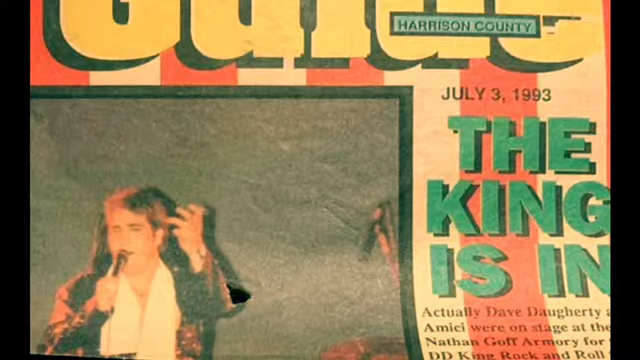 Guide
HARRISON COUNTY
JULY 3, 1993
THE
KING
IS IN
Actually Dave Daugherty
Amici were on stage at the
Nathan Goff Armory for
DD King Rock and Roll